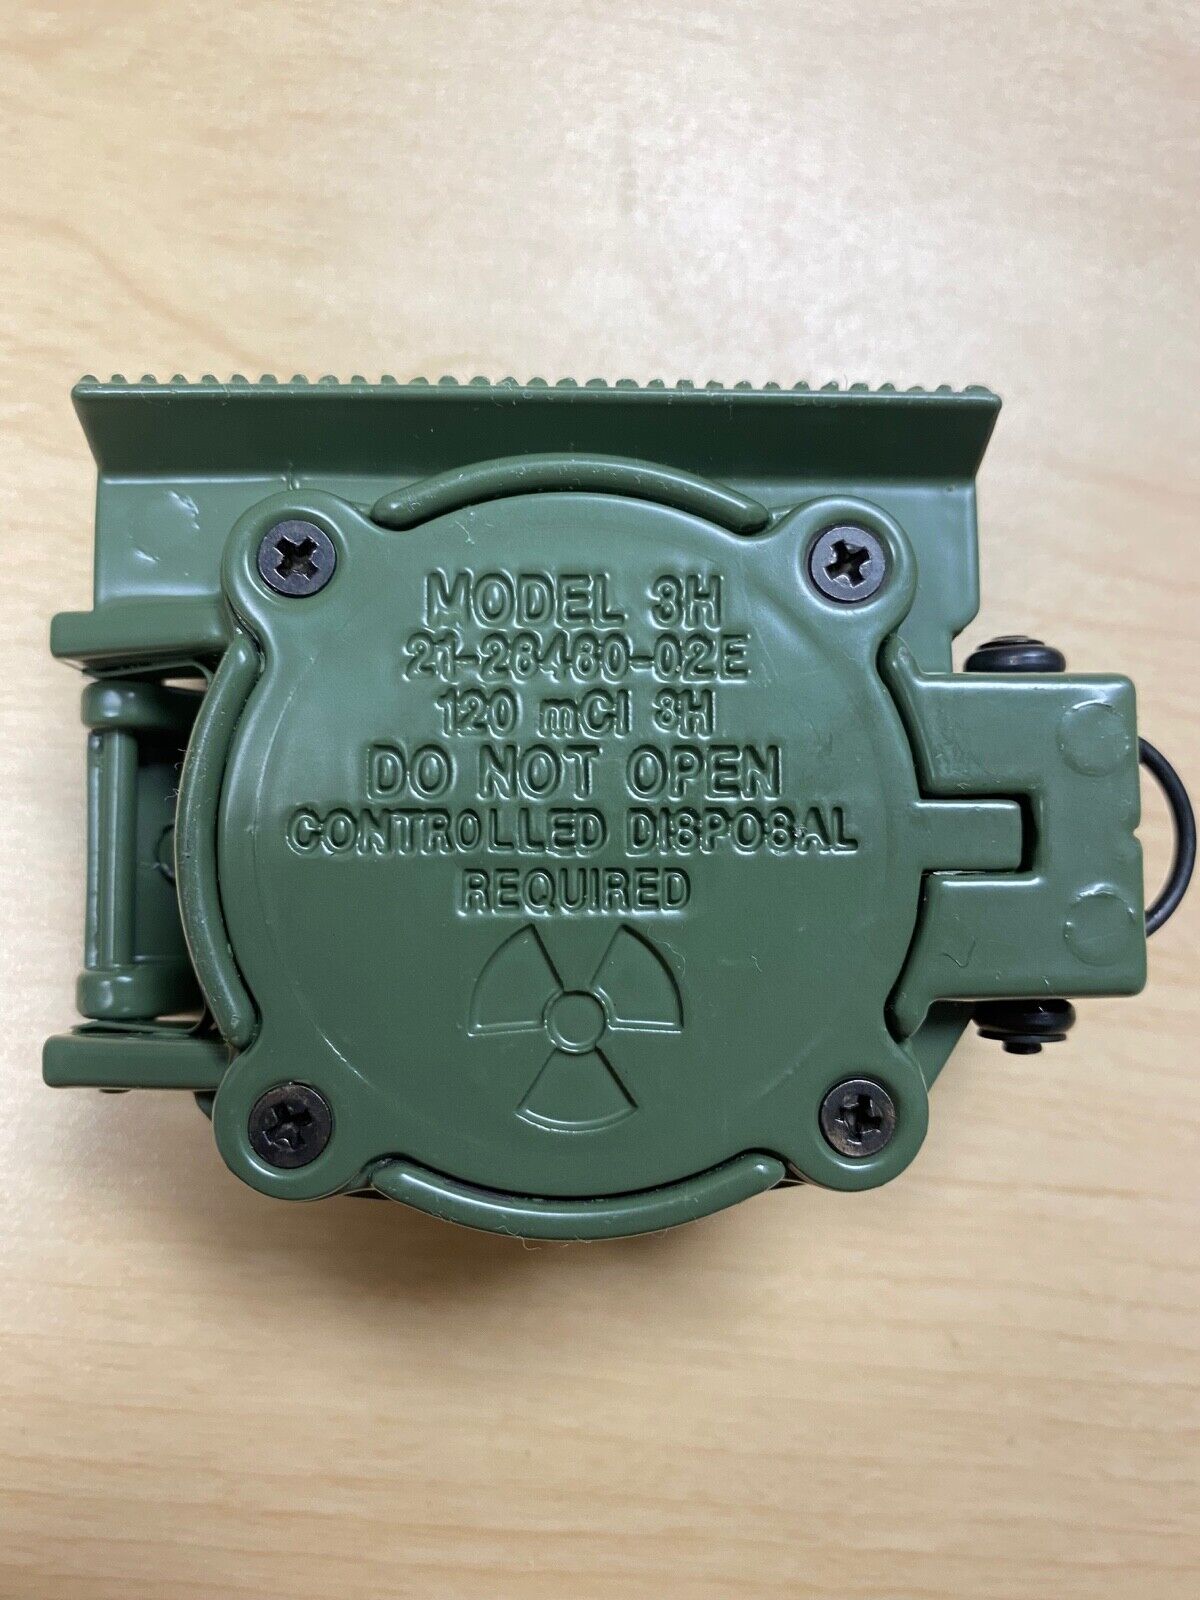 MODEL 3H
21-26480-02E
120 mCI 3H
DO NOT OPEN
CONTROLLED DISPOSAL
REQUIRED